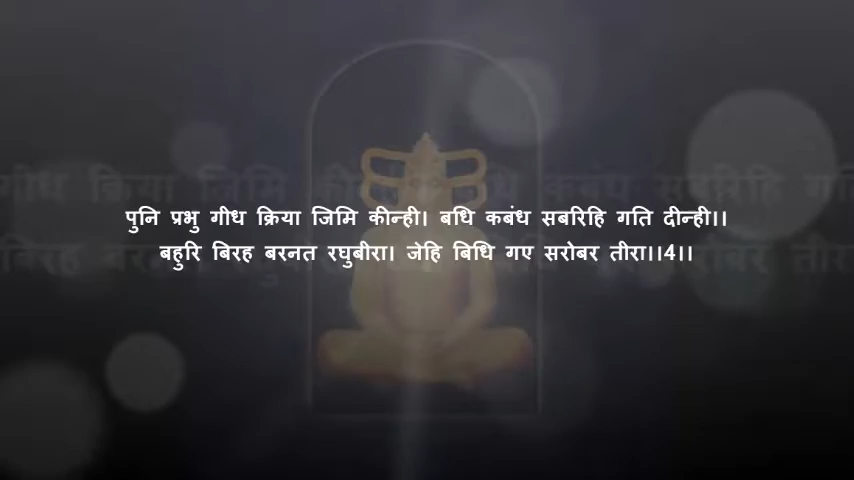 पुनि प्रभु गीध क्रिया जिमि कीन्ही। बधि कबंध सबरिहि गति दीन्ही।।
बहुरि बिरह बरनत रघुबीरा। जेहि बिधि गए सरोबर तीरा।।4।।